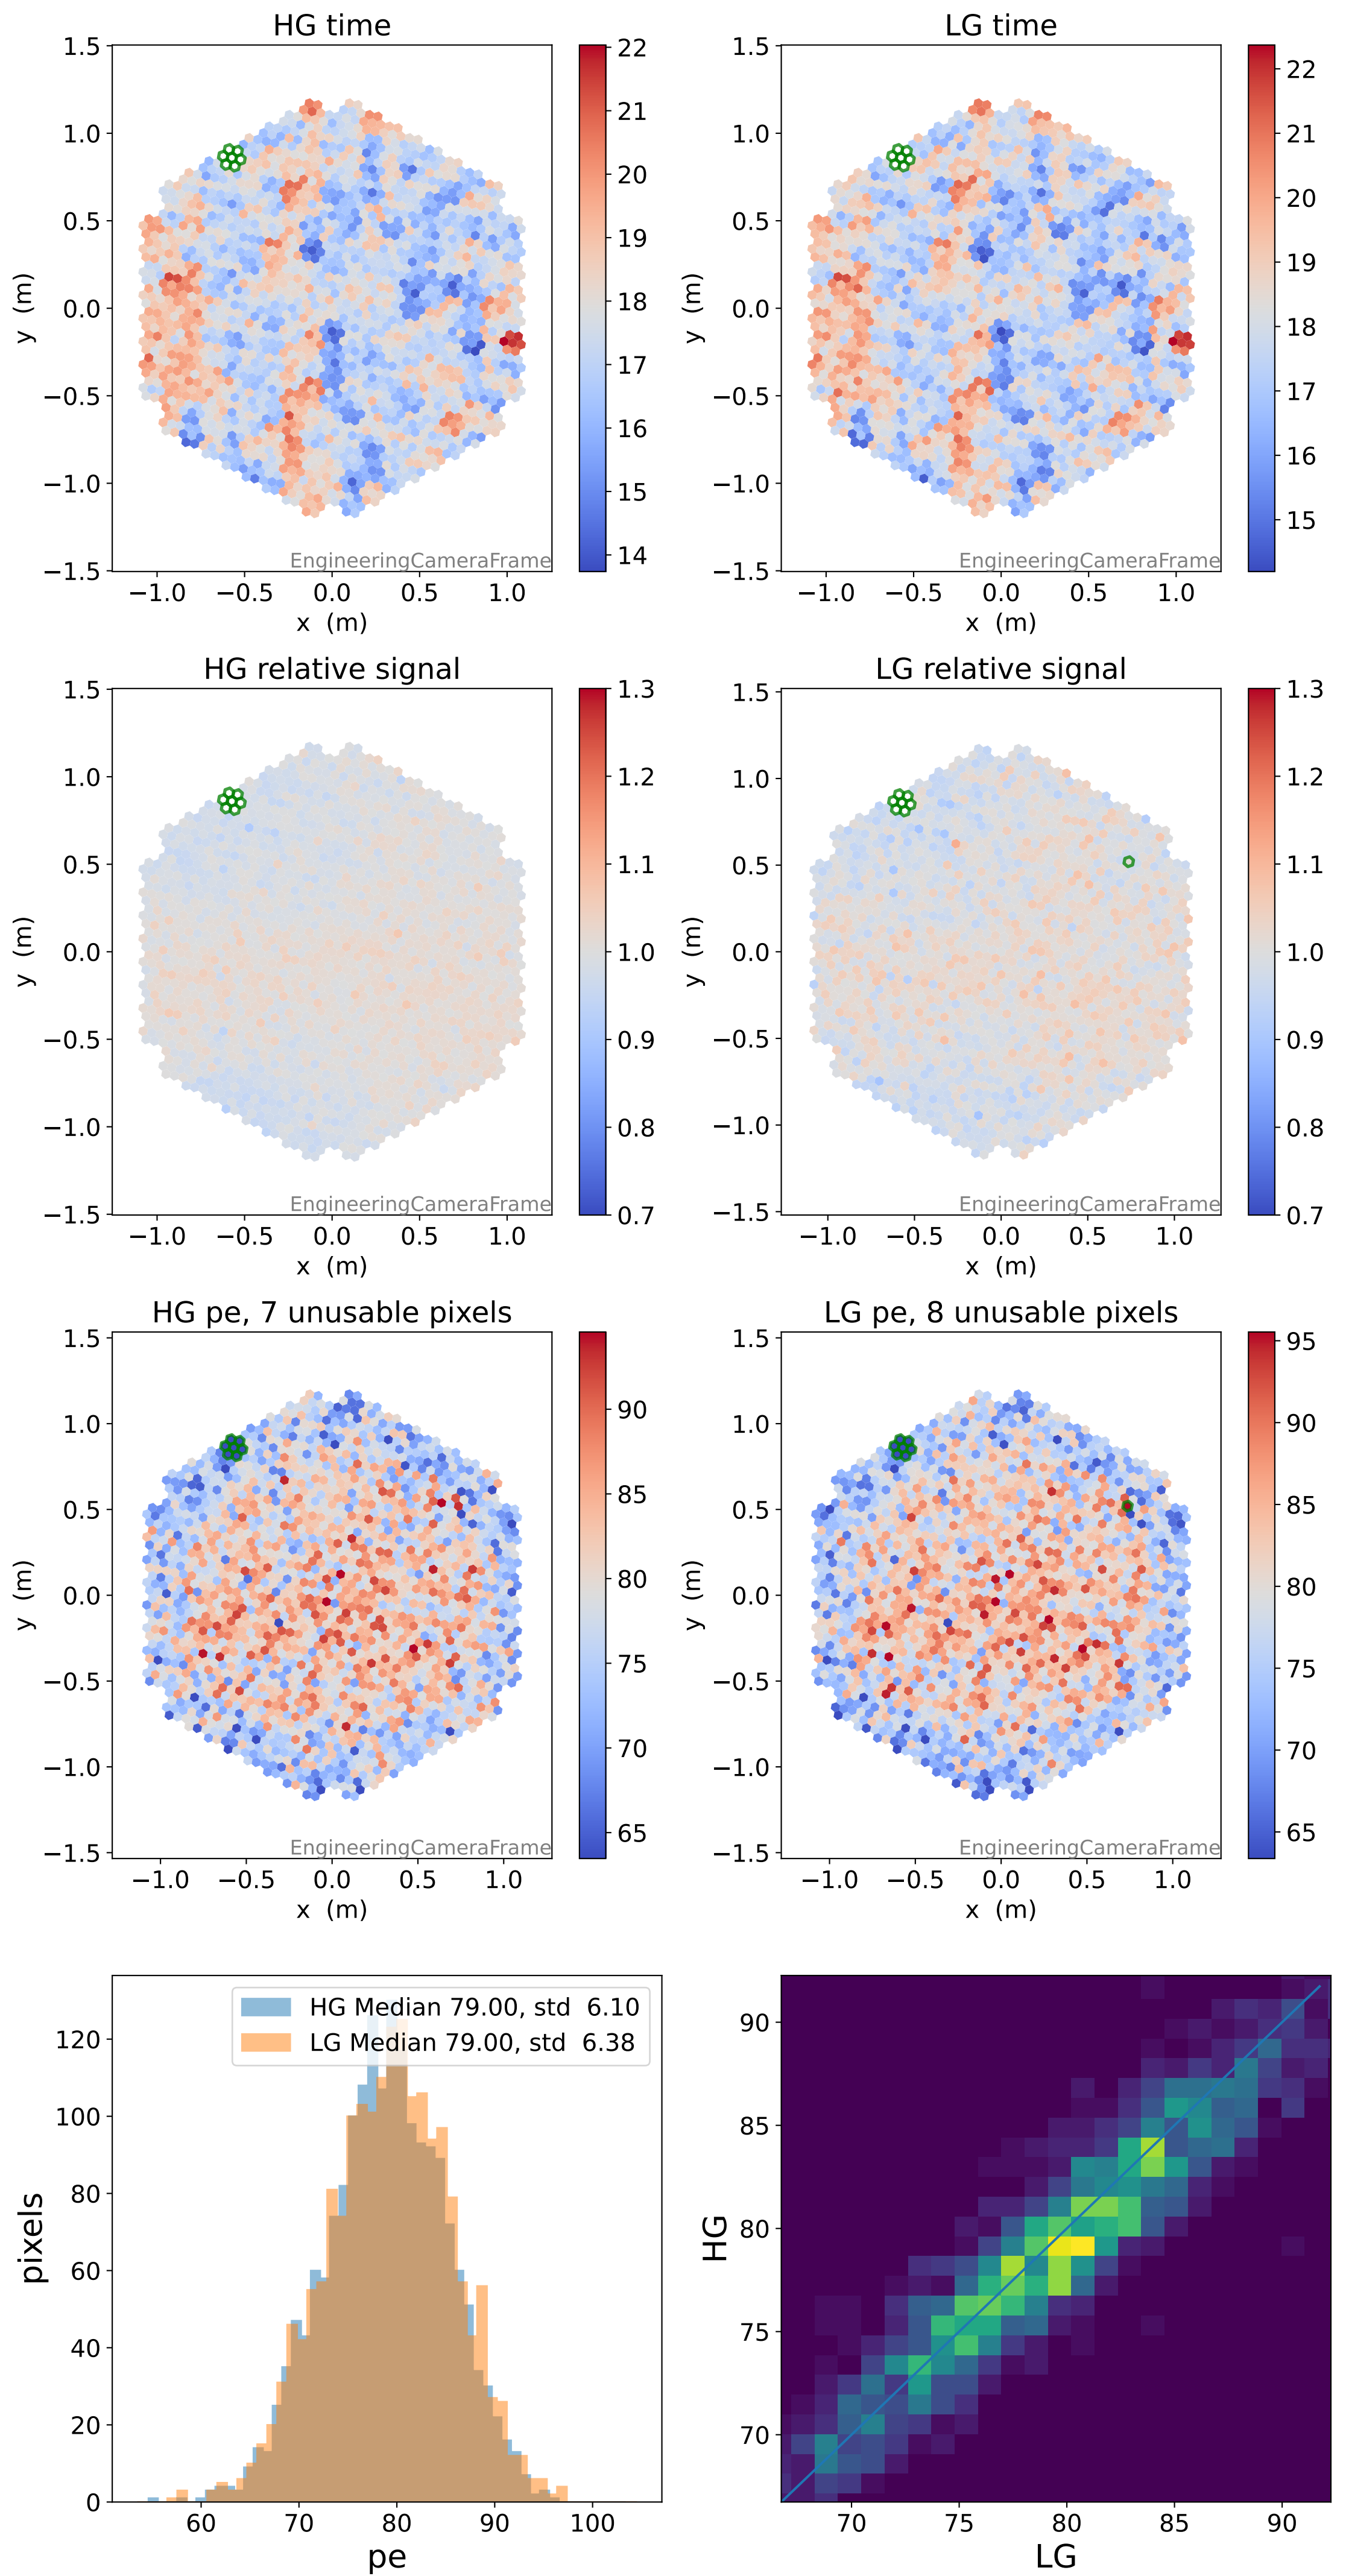 HG time
LG time
1.5
1.0
0.5
0.0
−0.5
−1.0
−1.5
y (m)
−1.0 −0.5 0.0 0.5 1.0
x (m)
EngineeringCameraFrame
22
21
20
19
18
17
16
15
14
1.5
1.0
0.5
0.0
−0.5
−1.0
−1.5
y (m)
−1.0 −0.5 0.0 0.5 1.0
x (m)
EngineeringCameraFrame
22
21
20
19
18
17
16
15
HG relative signal
LG relative signal
1.5
1.0
0.5
0.0
−0.5
−1.0
−1.5
y (m)
−1.0 −0.5 0.0 0.5 1.0
x (m)
EngineeringCameraFrame
1.3
1.2
1.1
1.0
0.9
0.8
0.7
1.5
1.0
0.5
0.0
−0.5
−1.0
−1.5
y (m)
−1.0 −0.5 0.0 0.5 1.0
x (m)
EngineeringCameraFrame
1.3
1.2
1.1
1.0
0.9
0.8
0.7
HG pe, 7 unusable pixels
LG pe, 8 unusable pixels
1.5
1.0
0.5
0.0
−0.5
−1.0
−1.5
y (m)
−1.0 −0.5 0.0 0.5 1.0
x (m)
EngineeringCameraFrame
90
85
80
75
70
65
1.5
1.0
0.5
0.0
−0.5
−1.0
−1.5
y (m)
−1.0 −0.5 0.0 0.5 1.0
x (m)
EngineeringCameraFrame
95
90
85
80
75
70
65
HG Median 79.00, std 6.10
LG Median 79.00, std 6.38
120
100
80
60
40
20
0
pixels
60 70 80 90 100
pe
90
85
80
75
70
HG
70 75 80 85 90
LG